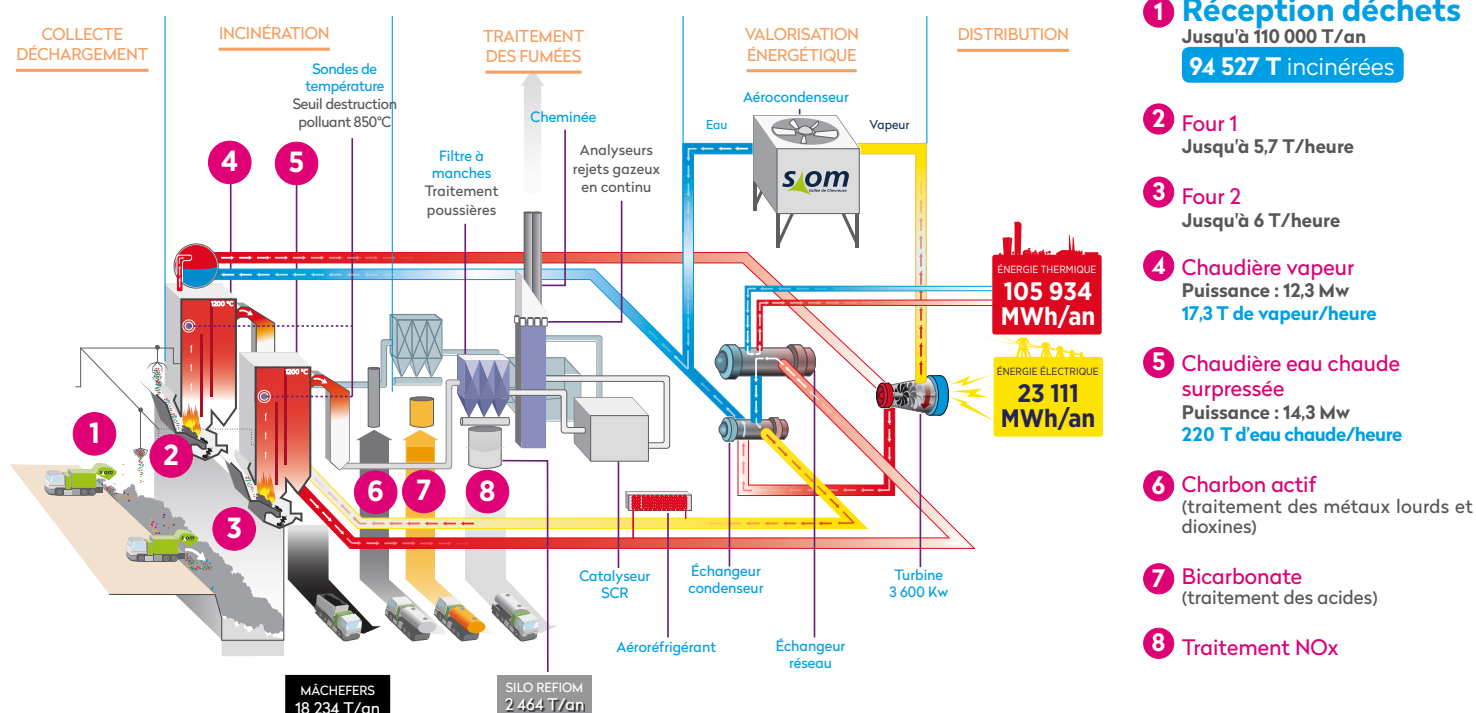 COLLECTE
DÉCHARGEMENT
INCINÉRATION
TRAITEMENT
DES FUMÉES
VALORISATION
ÉNERGÉTIQUE
DISTRIBUTION
Sondes de
température
Seuil destruction
polluant 850°C
Cheminée
Filtre à
manches
Traitement
poussières
Analyseurs
rejets gazeux
en continu
Aérocondenseur
Eau
Vapeur
siom
Vallée de Chevreuse
4
5
1200 °C
1200 °C
ÉNERGIE THERMIQUE
105 934
MWh/an
ÉNERGIE ÉLECTRIQUE
23 111
MWh/an
1
2
3
6
7
8
siom
siom
Catalyseur
SCR
Échangeur
condenseur
Turbine
3 600 Kw
Aéroréfrigérant
Échangeur
réseau
MÂCHEFERS
18 234 T/an
SILO REFIOM
2 464 T/an
1 Réception déchets
Jusqu'à 110 000 T/an
94 527 T incinérées
2 Four 1
Jusqu'à 5,7 T/heure
3 Four 2
Jusqu'à 6 T/heure
4 Chaudière vapeur
Puissance : 12,3 Mw
17,3 T de vapeur/heure
5 Chaudière eau chaude
surpressée
Puissance : 14,3 Mw
220 T d'eau chaude/heure
6 Charbon actif
(traitement des métaux lourds et
dioxines)
7 Bicarbonate
(traitement des acides)
8 Traitement NOx